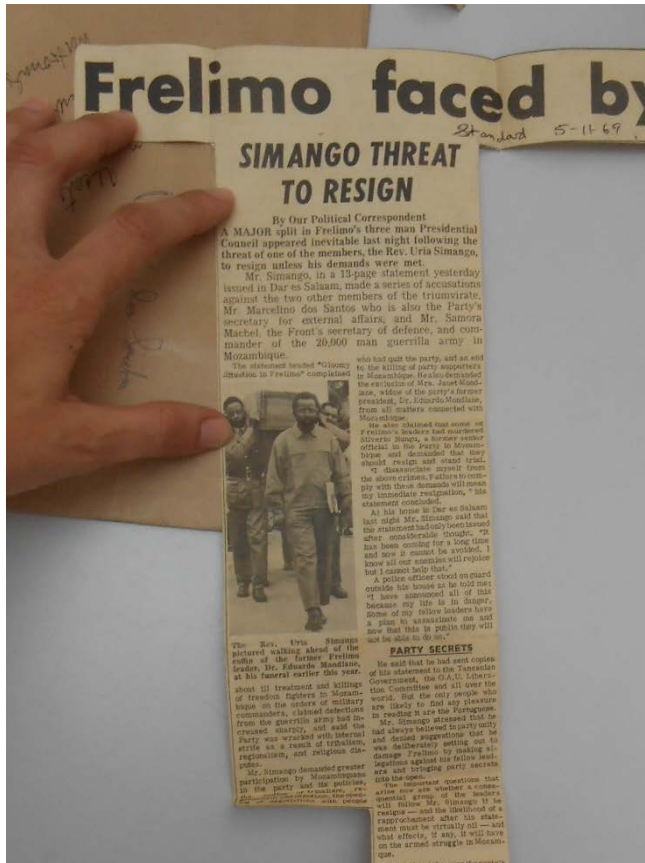 Frelimo faced by
Standard 5-11-69.
SIMANGO THREAT
TO RESIGN
By Our Political Correspondent
A MAJOR split in Frelimo's three man Presidential
Council appeared inevitable last night following the
threat of one of the members, the Rev. Uria Simango,
to resign unless his demands were met.
Mr. Simango, in a 13-page statement yesterday
issued in Dar es Salaam, made a series of accusations
against the two other members of the triumvirate,
Mr. Marcelino dos Santos who is also the Party's
secretary for external affairs, and Mr. Samora
Machel, the Front's secretary of defence, and com-
mander of the 20,000 man guerrilla army in
Mozambique.
The statement headed "Gloomy
Situation in Frelimo" complained
The Rev. Uria Simango
pictured walking ahead of the
coffin of the former Frelimo
leader, Dr. Eduardo Mondlane,
at his funeral earlier this year.
about ill treatment and killings
of freedom fighters in Mozam-
bique on the orders of military
commanders, claimed defections
from the guerrilla army had in-
creased sharply, and said the
Party was wracked with internal
strife as a result of tribalism,
regionalism, and religious dis-
putes.
Mr. Simango demanded greater
participation by Mozambiquans
in the party and its policies,
with people
who had quit the party, and an end
to the killing of party supporters
in Mozambique. He also demanded
the exclusion of Mrs. Janet Mond-
lane, widow of the party's former
president, Dr. Eduardo Mondlane,
from all matters connected with
Mozambique.
He also claimed that some of
Frelimo's leaders had murdered
Silverio Nungu, a former senior
official in the Party in Mozam-
bique and demanded that they
should resign and stand trial.
"I disassociate myself from
the above crimes. Failure to com-
ply with these demands will mean
my immediate resignation," his
statement concluded.
At his home in Dar es Salaam
last night Mr. Simango said that
the statement had only been issued
after considerable thought. "It
has been coming for a long time
and now it cannot be avoided. I
know all our enemies will rejoice
but I cannot help that."
A police officer stood on guard
outside his house as he told me:
"I have announced all of this
because my life is in danger.
Some of my fellow leaders have
a plan to assassinate me and
now that this is public they will
not be able to do so."
PARTY SECRETS
He said that he had sent copies
of his statement to the Tanzanian
Government, the O.A.U. Libera-
tion Committee and all over the
world. But the only people who
are likely to find any pleasure
in reading it are the Portuguese.
Mr. Simango stressed that he
had always believed in party unity
and denied suggestions that he
was deliberately setting out to
damage Frelimo by making al-
legations against his fellow lead-
ers and bringing party secrets
into the open.
The important questions that
arise now are whether a conse-
quential group of the leaders
will follow Mr. Simango if he
resigns — and the likelihood of a
rapprochement after his state-
ment must be virtually nil — and
what effects, if any, it will have
on the armed struggle in Mozam-
que.